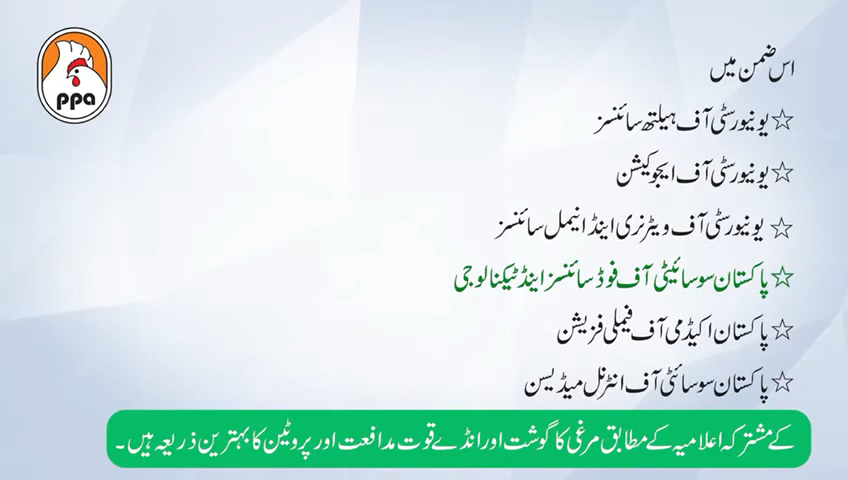 ppa
اس ضمن میں
☆ یونیورسٹی آف ہیلتھ سائنسز
☆ یونیورسٹی آف ایجوکیشن
☆ یونیورسٹی آف ویٹرنری اینڈ انیمل سائنسز
☆ پاکستان سوسائیٹی آف فوڈ سائنسز اینڈ ٹیکنالوجی
☆ پاکستان اکیڈمی آف فیملی فزیشن
☆ پاکستان سوسائٹی آف انٹرنل میڈیسن
کے مشترکہ اعلامیہ کے مطابق مرغی کا گوشت اور انڈے قوت مدافعت اور پروٹین کا بہترین ذریعہ ہیں۔